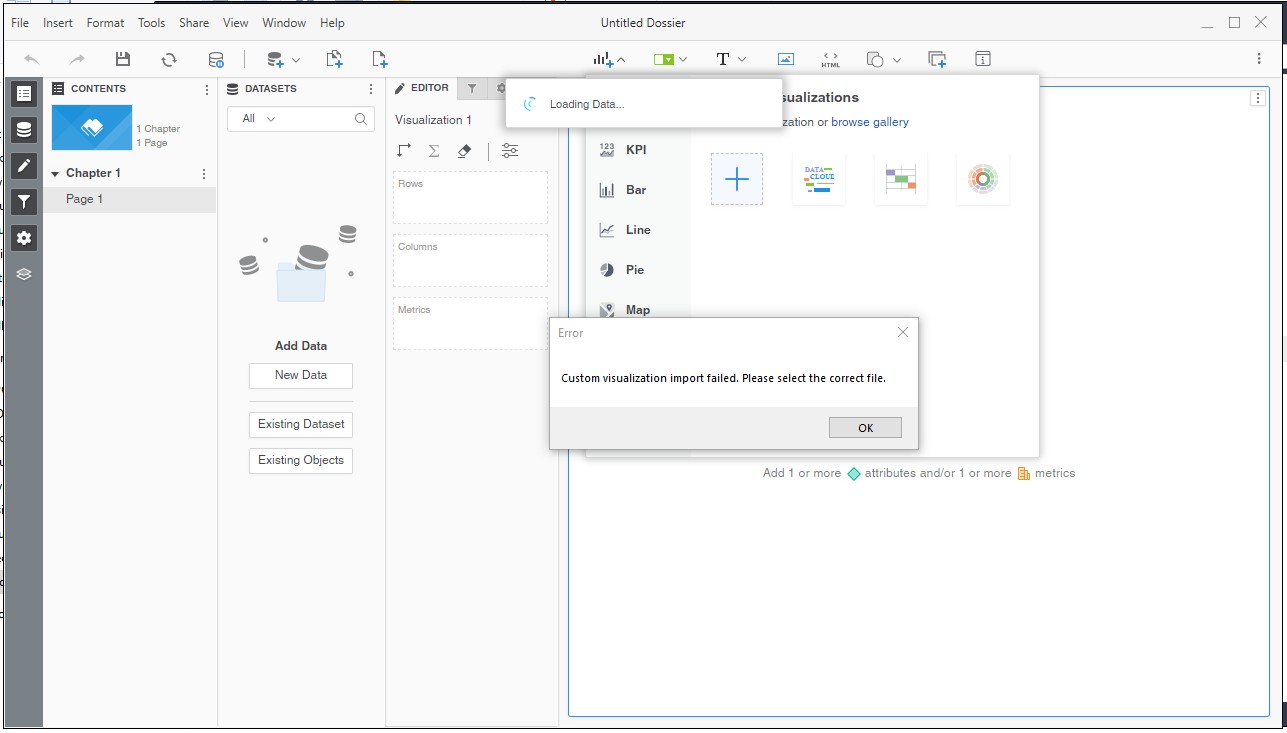 File Insert Format Tools Share View Window Help
Untitled Dossier
HTML
CONTENTS
1 Chapter
1 Page
Chapter 1
Page 1
DATASETS
All
Add Data
New Data
Existing Dataset
Existing Objects
EDITOR
Visualization 1
Rows
Columns
Metrics
Loading Data...
browse gallery
or
123
KPI
Bar
Line
Pie
Map
DATA
CLOUD
Error
Custom visualization import failed. Please select the correct file.
OK
Add 1 or more attributes and/or 1 or more metrics